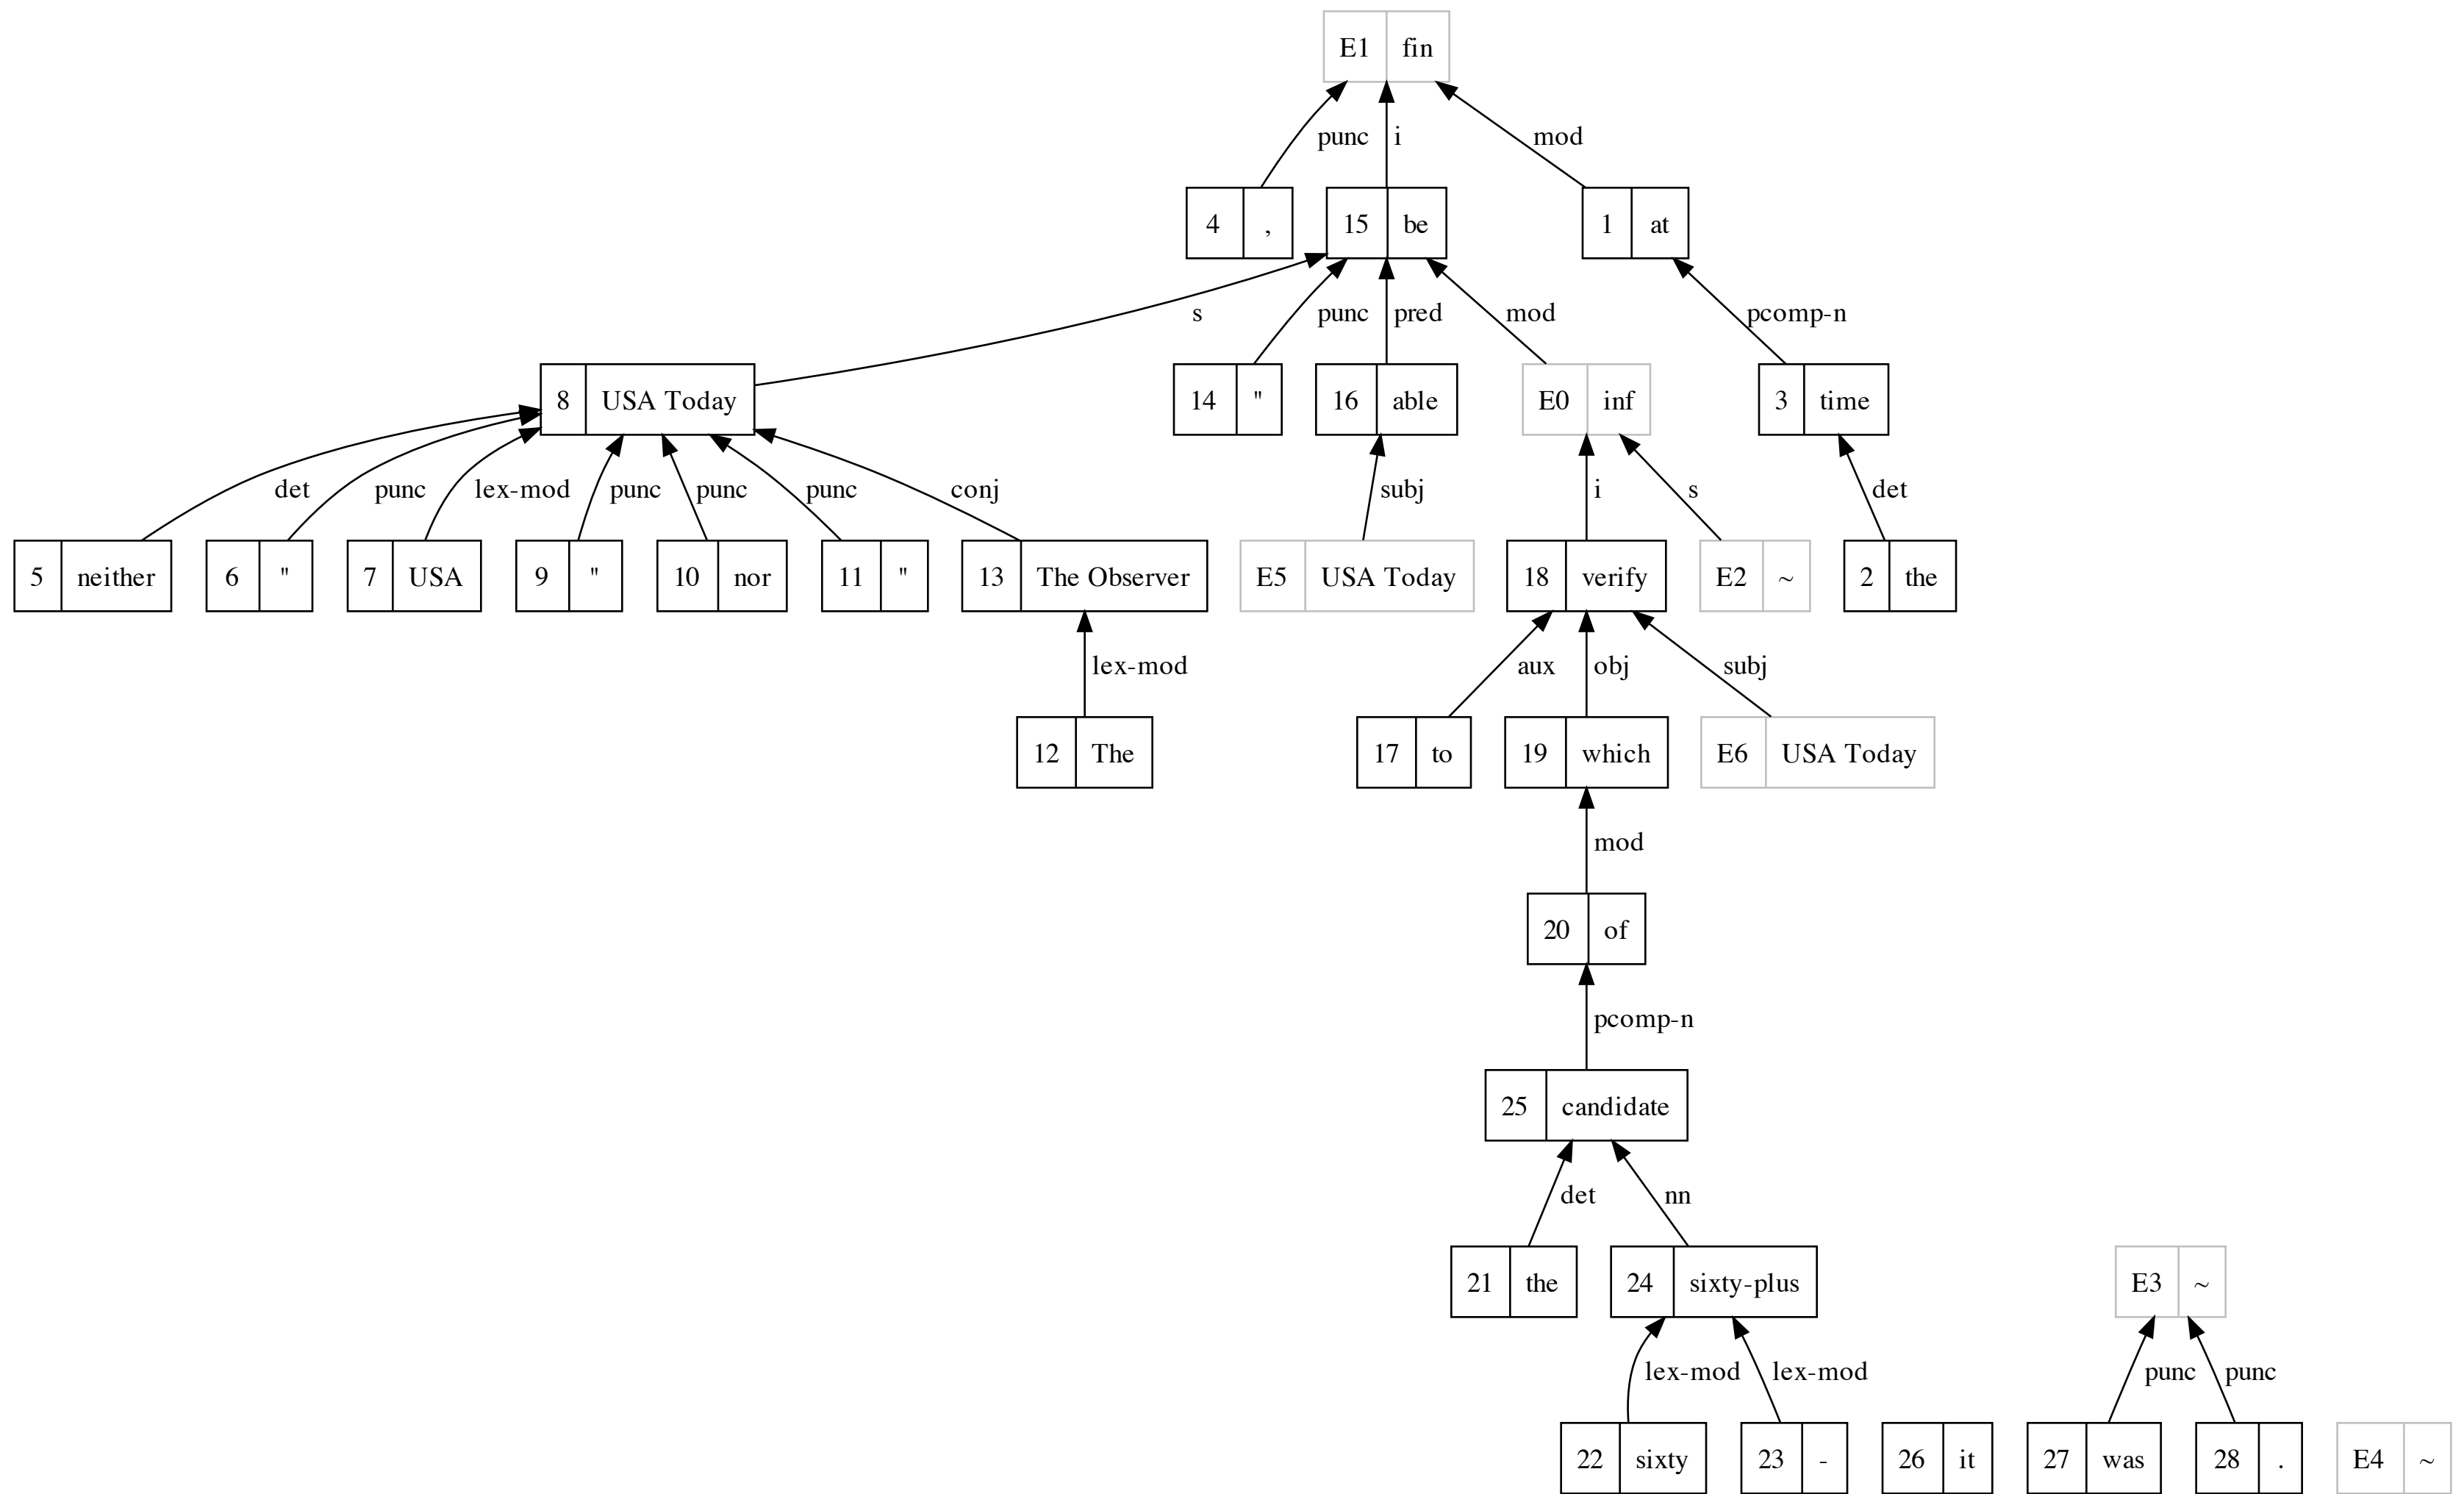 E1 fin
punc i mod
4 , 15 be 1 at
s punc pred mod pcomp-n
8 USA Today 14 " 16 able E0 inf 3 time
det punc lex-mod punc punc punc conj subj i s det
5 neither 6 " 7 USA 9 " 10 nor 11 " 13 The Observer E5 USA Today 18 verify E2 ~ 2 the
lex-mod aux obj subj
12 The 17 to 19 which E6 USA Today
mod
20 of
pcomp-n
25 candidate
det nn
21 the 24 sixty-plus E3 ~
lex-mod lex-mod punc punc
22 sixty 23 - 26 it 27 was 28 . E4 ~